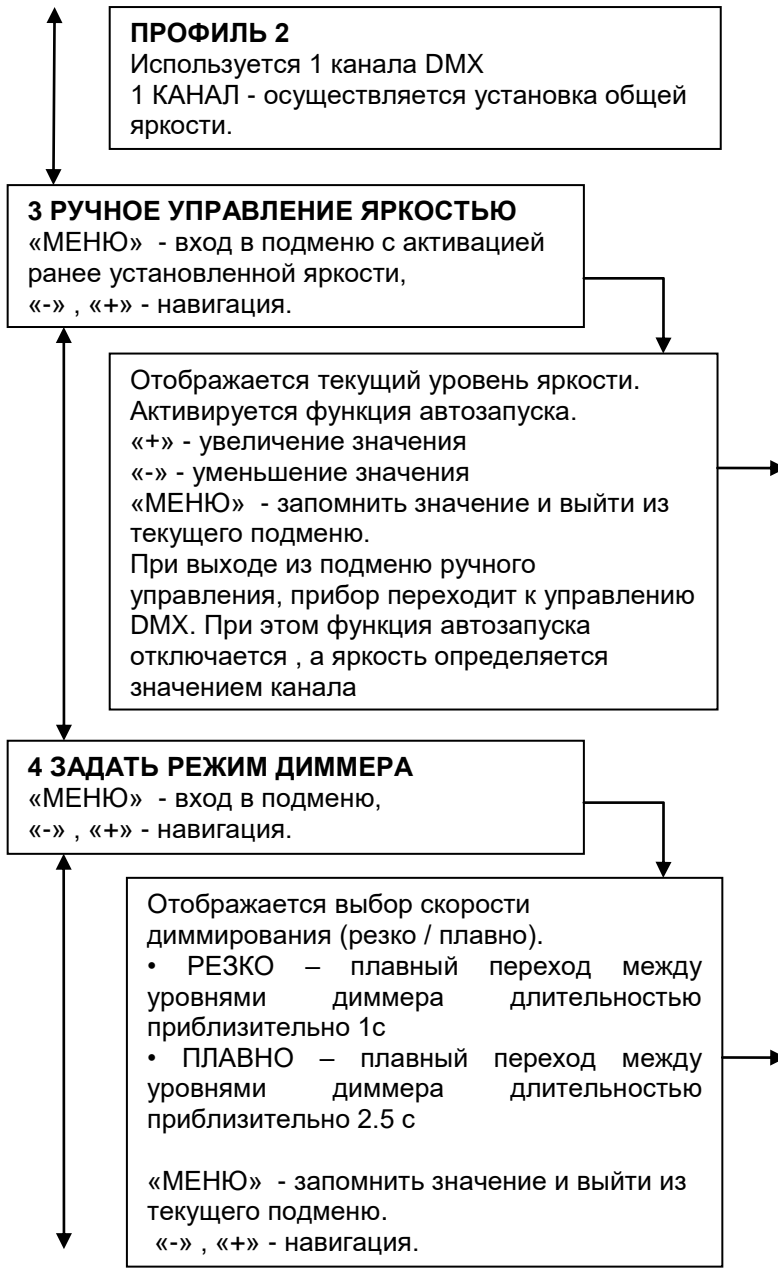 ПРОФИЛЬ 2
Используется 1 канала DMX
1 КАНАЛ - осуществляется установка общей
яркости.
3 РУЧНОЕ УПРАВЛЕНИЕ ЯРКОСТЬЮ
«МЕНЮ» - вход в подменю с активацией
ранее установленной яркости,
«-» , «+» - навигация.
Отображается текущий уровень яркости.
Активируется функция автозапуска.
«+» - увеличение значения
«-» - уменьшение значения
«МЕНЮ» - запомнить значение и выйти из
текущего подменю.
При выходе из подменю ручного
управления, прибор переходит к управлению
DMX. При этом функция автозапуска
отключается , а яркость определяется
значением канала
4 ЗАДАТЬ РЕЖИМ ДИММЕРА
«МЕНЮ» - вход в подменю,
«-» , «+» - навигация.
Отображается выбор скорости
диммирования (резко / плавно).
• РЕЗКО – плавный переход между
уровнями диммера длительностью
приблизительно 1с
• ПЛАВНО – плавный переход между
уровнями диммера длительностью
приблизительно 2.5 с
«МЕНЮ» - запомнить значение и выйти из
текущего подменю.
«-» , «+» - навигация.